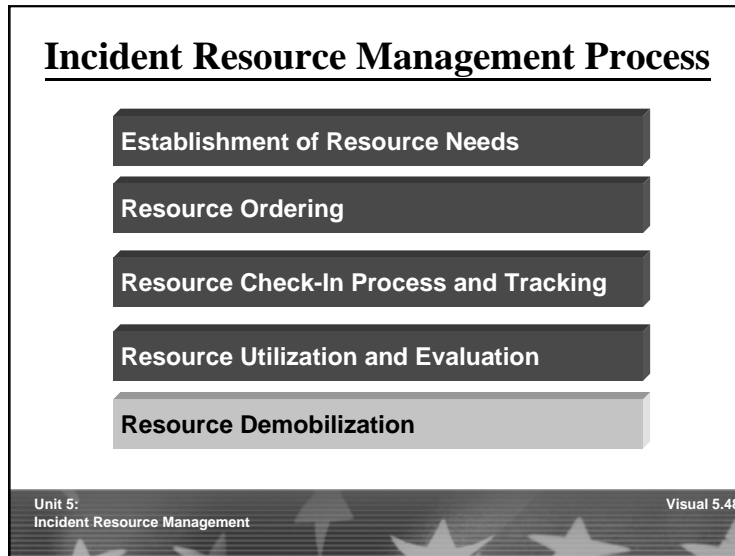 Incident Resource Management Process
Establishment of Resource Needs
Resource Ordering
Resource Check-In Process and Tracking
Resource Utilization and Evaluation
Resource Demobilization
Unit 5:
Incident Resource Management
Visual 5.48